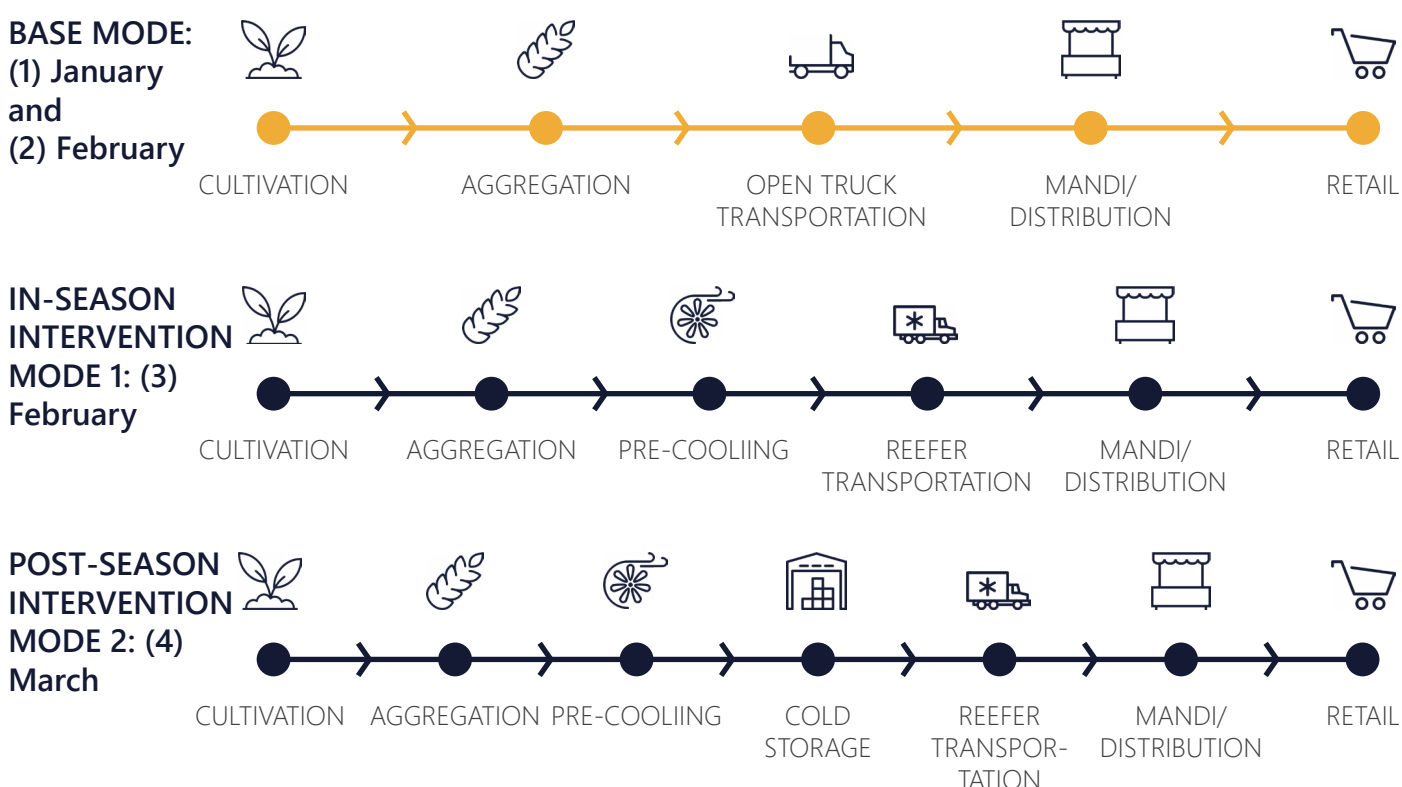 BASE MODE:
(1) January
and
(2) February
CULTIVATION
AGGREGATION
OPEN TRUCK
TRANSPORTATION
MANDI/
DISTRIBUTION
RETAIL
IN-SEASON
INTERVENTION
MODE 1: (3)
February
CULTIVATION
AGGREGATION
PRE-COOLIING
REEFER
TRANSPORTATION
MANDI/
DISTRIBUTION
RETAIL
POST-SEASON
INTERVENTION
MODE 2: (4)
March
CULTIVATION
AGGREGATION
PRE-COOLIING
COLD
STORAGE
REEFER
TRANSPOR-
TATION
MANDI/
DISTRIBUTION
RETAIL